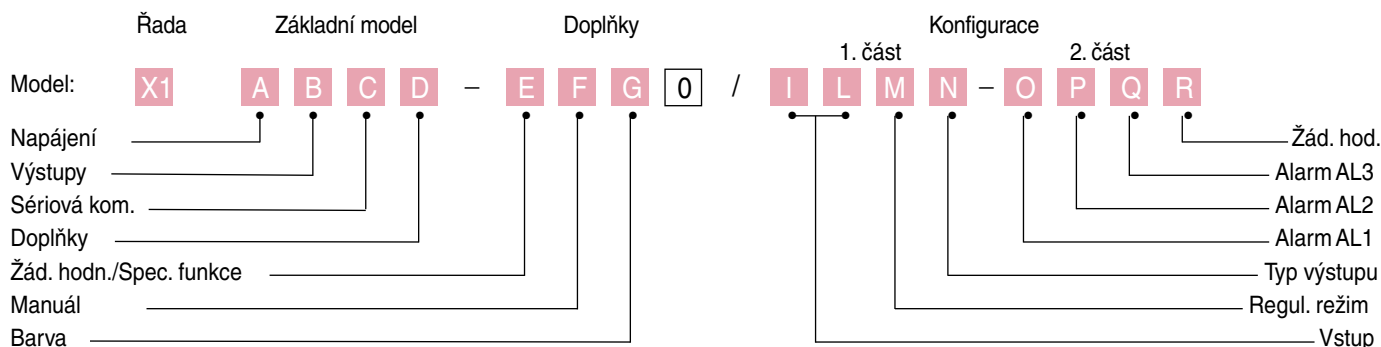 Řada Základní model Doplňky Konfigurace
1. část 2. část
Model: X1 A B C D – E F G 0 / I L M N – O P Q R
Napájení Žád. hod.
Výstupy Alarm AL3
Sériová kom. Alarm AL2
Doplňky Alarm AL1
Žád. hodn./Spec. funkce Typ výstupu
Manuál Regul. režim
Barva Vstup